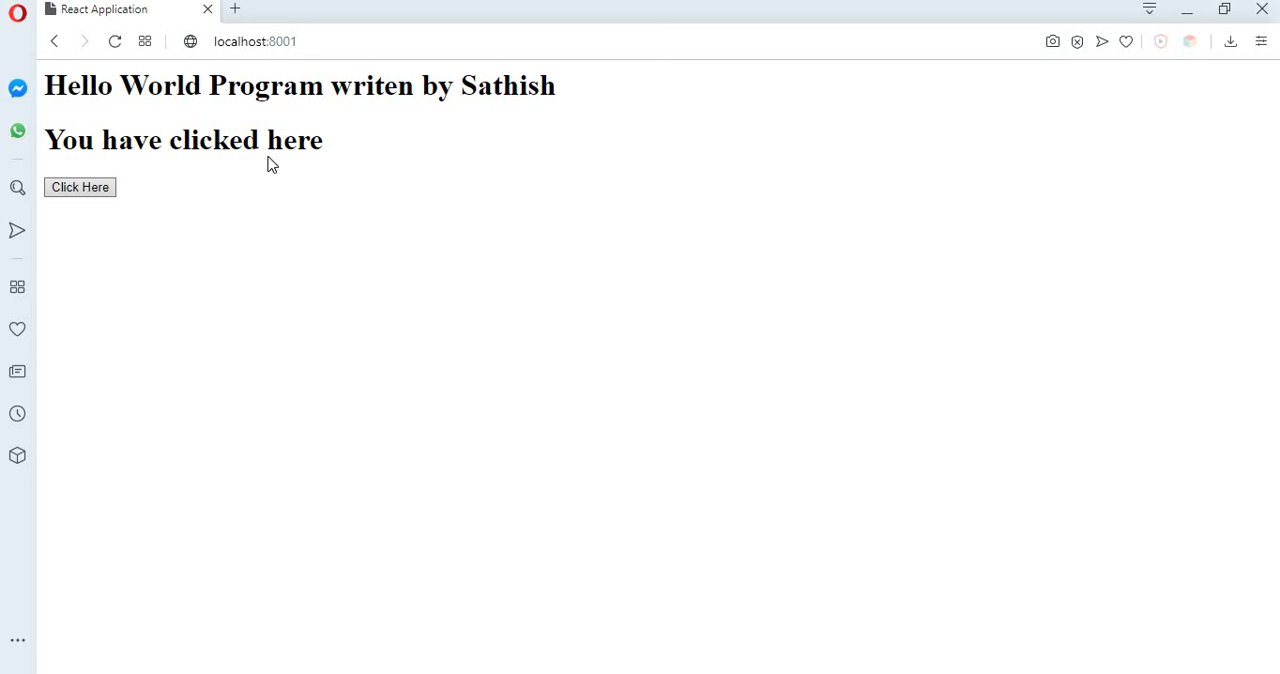 React Application
localhost:8001
Hello World Program writen by Sathish
You have clicked here
Click Here